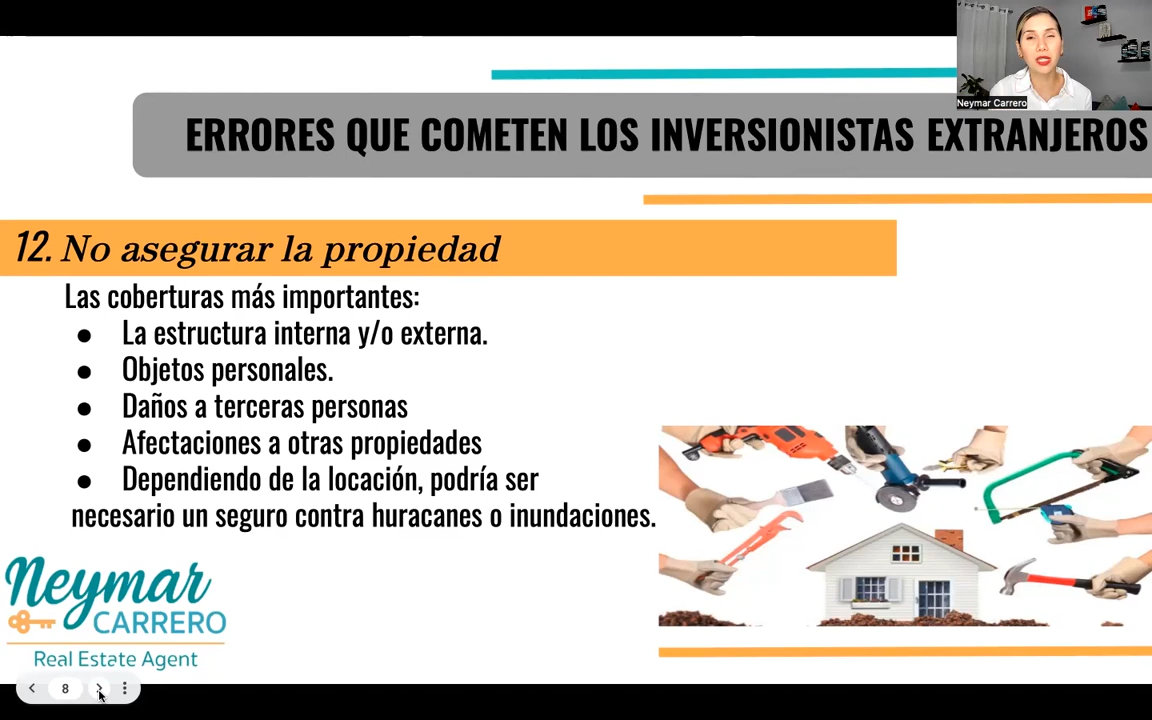 Neymar Carrero
ERRORES QUE COMETEN LOS INVERSIONISTAS EXTRANJEROS
12. No asegurar la propiedad
Las coberturas más importantes:
● La estructura interna y/o externa.
● Objetos personales.
● Daños a terceras personas
● Afectaciones a otras propiedades
● Dependiendo de la locación, podría ser
necesario un seguro contra huracanes o inundaciones.
Neymar
CARRERO
Real Estate Agent
8